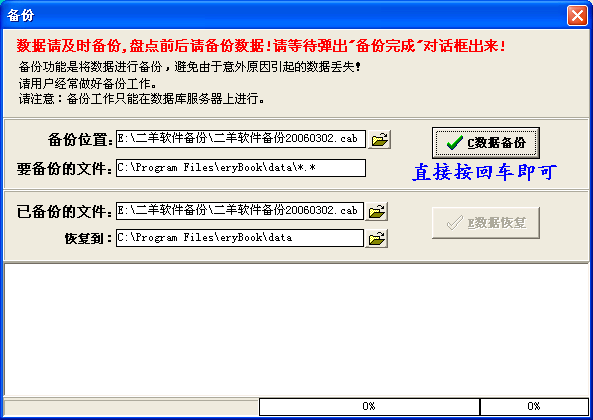 备份
数据请及时备份,盘点前后请备份数据!请等待弹出"备份完成"对话框出来!
备份功能是将数据进行备份，避免由于意外原因引起的数据丢失!
请用户经常做好备份工作。
请注意：备份工作只能在数据库服务器上进行。
备份位置: E:\二羊软件备份\二羊软件备份20060302.cab
C数据备份
要备份的文件: C:\Program Files\eryBook\data\*.*
直接按回车即可
已备份的文件: E:\二羊软件备份\二羊软件备份20060302.cab
E数据恢复
恢复到: C:\Program Files\eryBook\data
0% 0%